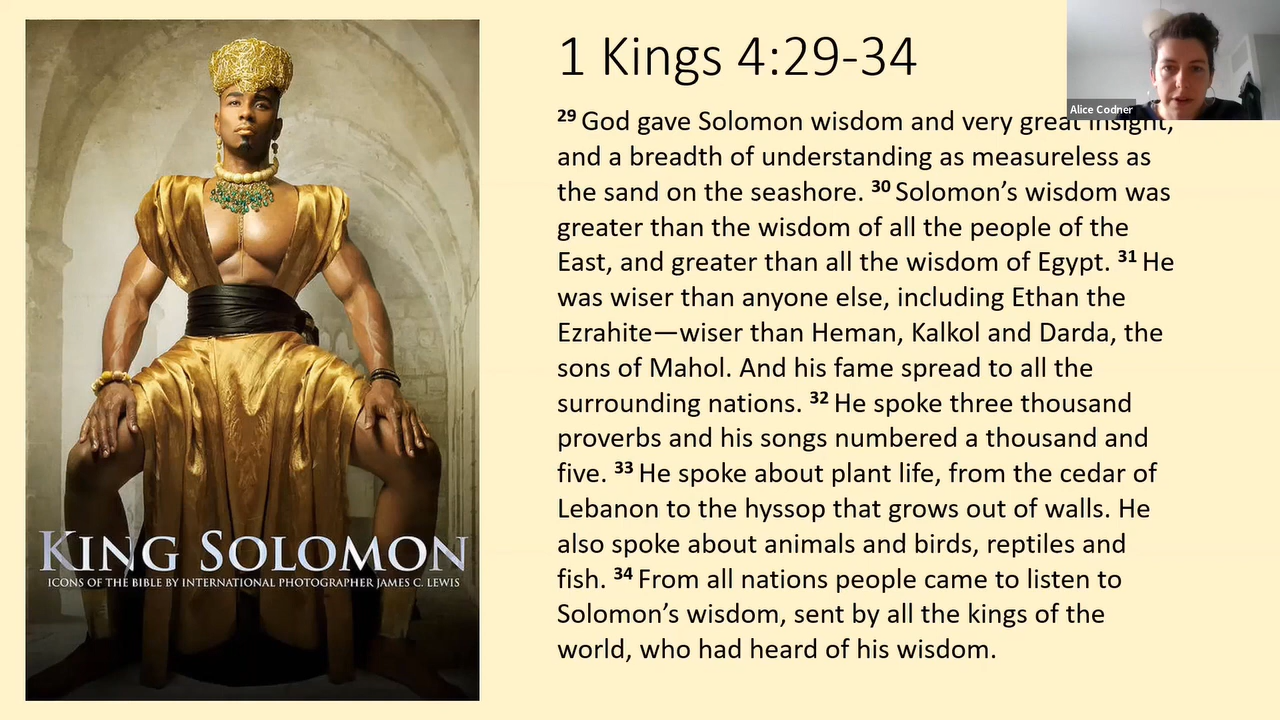 1 Kings 4:29-34
Alice Codner
29 God gave Solomon wisdom and very great insight,
and a breadth of understanding as measureless as
the sand on the seashore. 30 Solomon’s wisdom was
greater than the wisdom of all the people of the
East, and greater than all the wisdom of Egypt. 31 He
was wiser than anyone else, including Ethan the
Ezrahite—wiser than Heman, Kalkol and Darda, the
sons of Mahol. And his fame spread to all the
surrounding nations. 32 He spoke three thousand
proverbs and his songs numbered a thousand and
five. 33 He spoke about plant life, from the cedar of
Lebanon to the hyssop that grows out of walls. He
also spoke about animals and birds, reptiles and
fish. 34 From all nations people came to listen to
Solomon’s wisdom, sent by all the kings of the
world, who had heard of his wisdom.
KING SOLOMON
ICONS OF THE BIBLE BY INTERNATIONAL PHOTOGRAPHER JAMES C. LEWIS